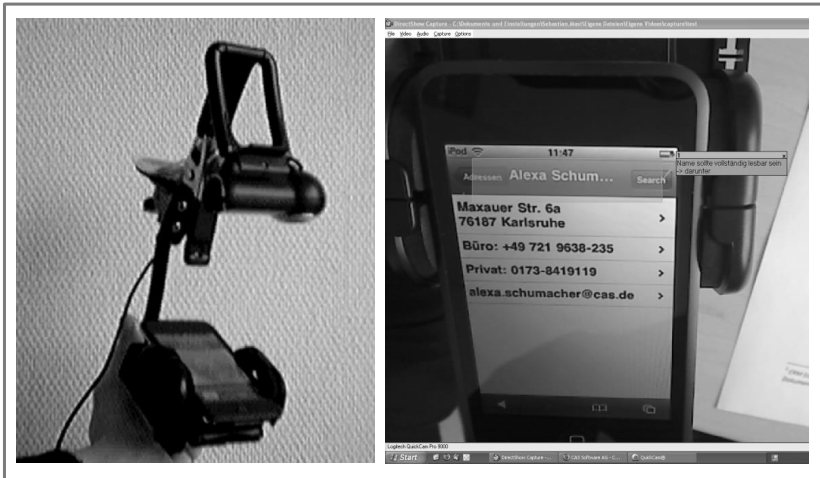 DirectShow Capture - C:\Dokumente und Einstellungen\Sebastian Mex\Eigene Dateien\Eigene Videos\capture\test
File Video Audio Capture Options
iPod 11:47
Adressen Alexa Schum... Search
Name sollte vollständig lesbar sein
-> darunter
Maxauer Str. 6a
76187 Karlsruhe
Büro: +49 721 9638-235
Privat: 0173-8419119
alexa.schumacher@cas.de
Logitech QuickCam Pro 9000
Start DirectShow Capture -... CAS Software AG - C... QuickCam®